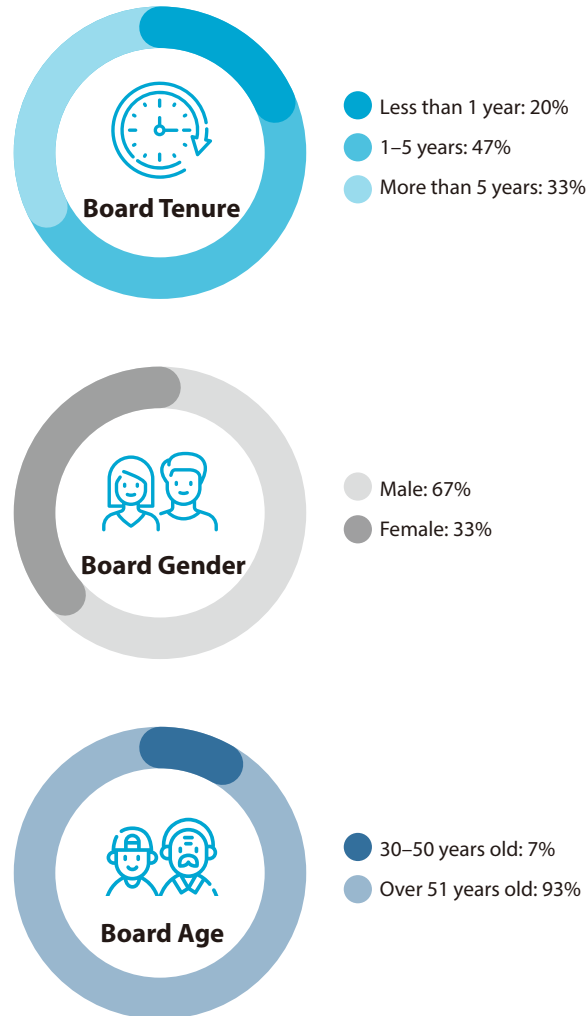 Board Tenure
Less than 1 year: 20%
1–5 years: 47%
More than 5 years: 33%
Board Gender
Male: 67%
Female: 33%
Board Age
30–50 years old: 7%
Over 51 years old: 93%